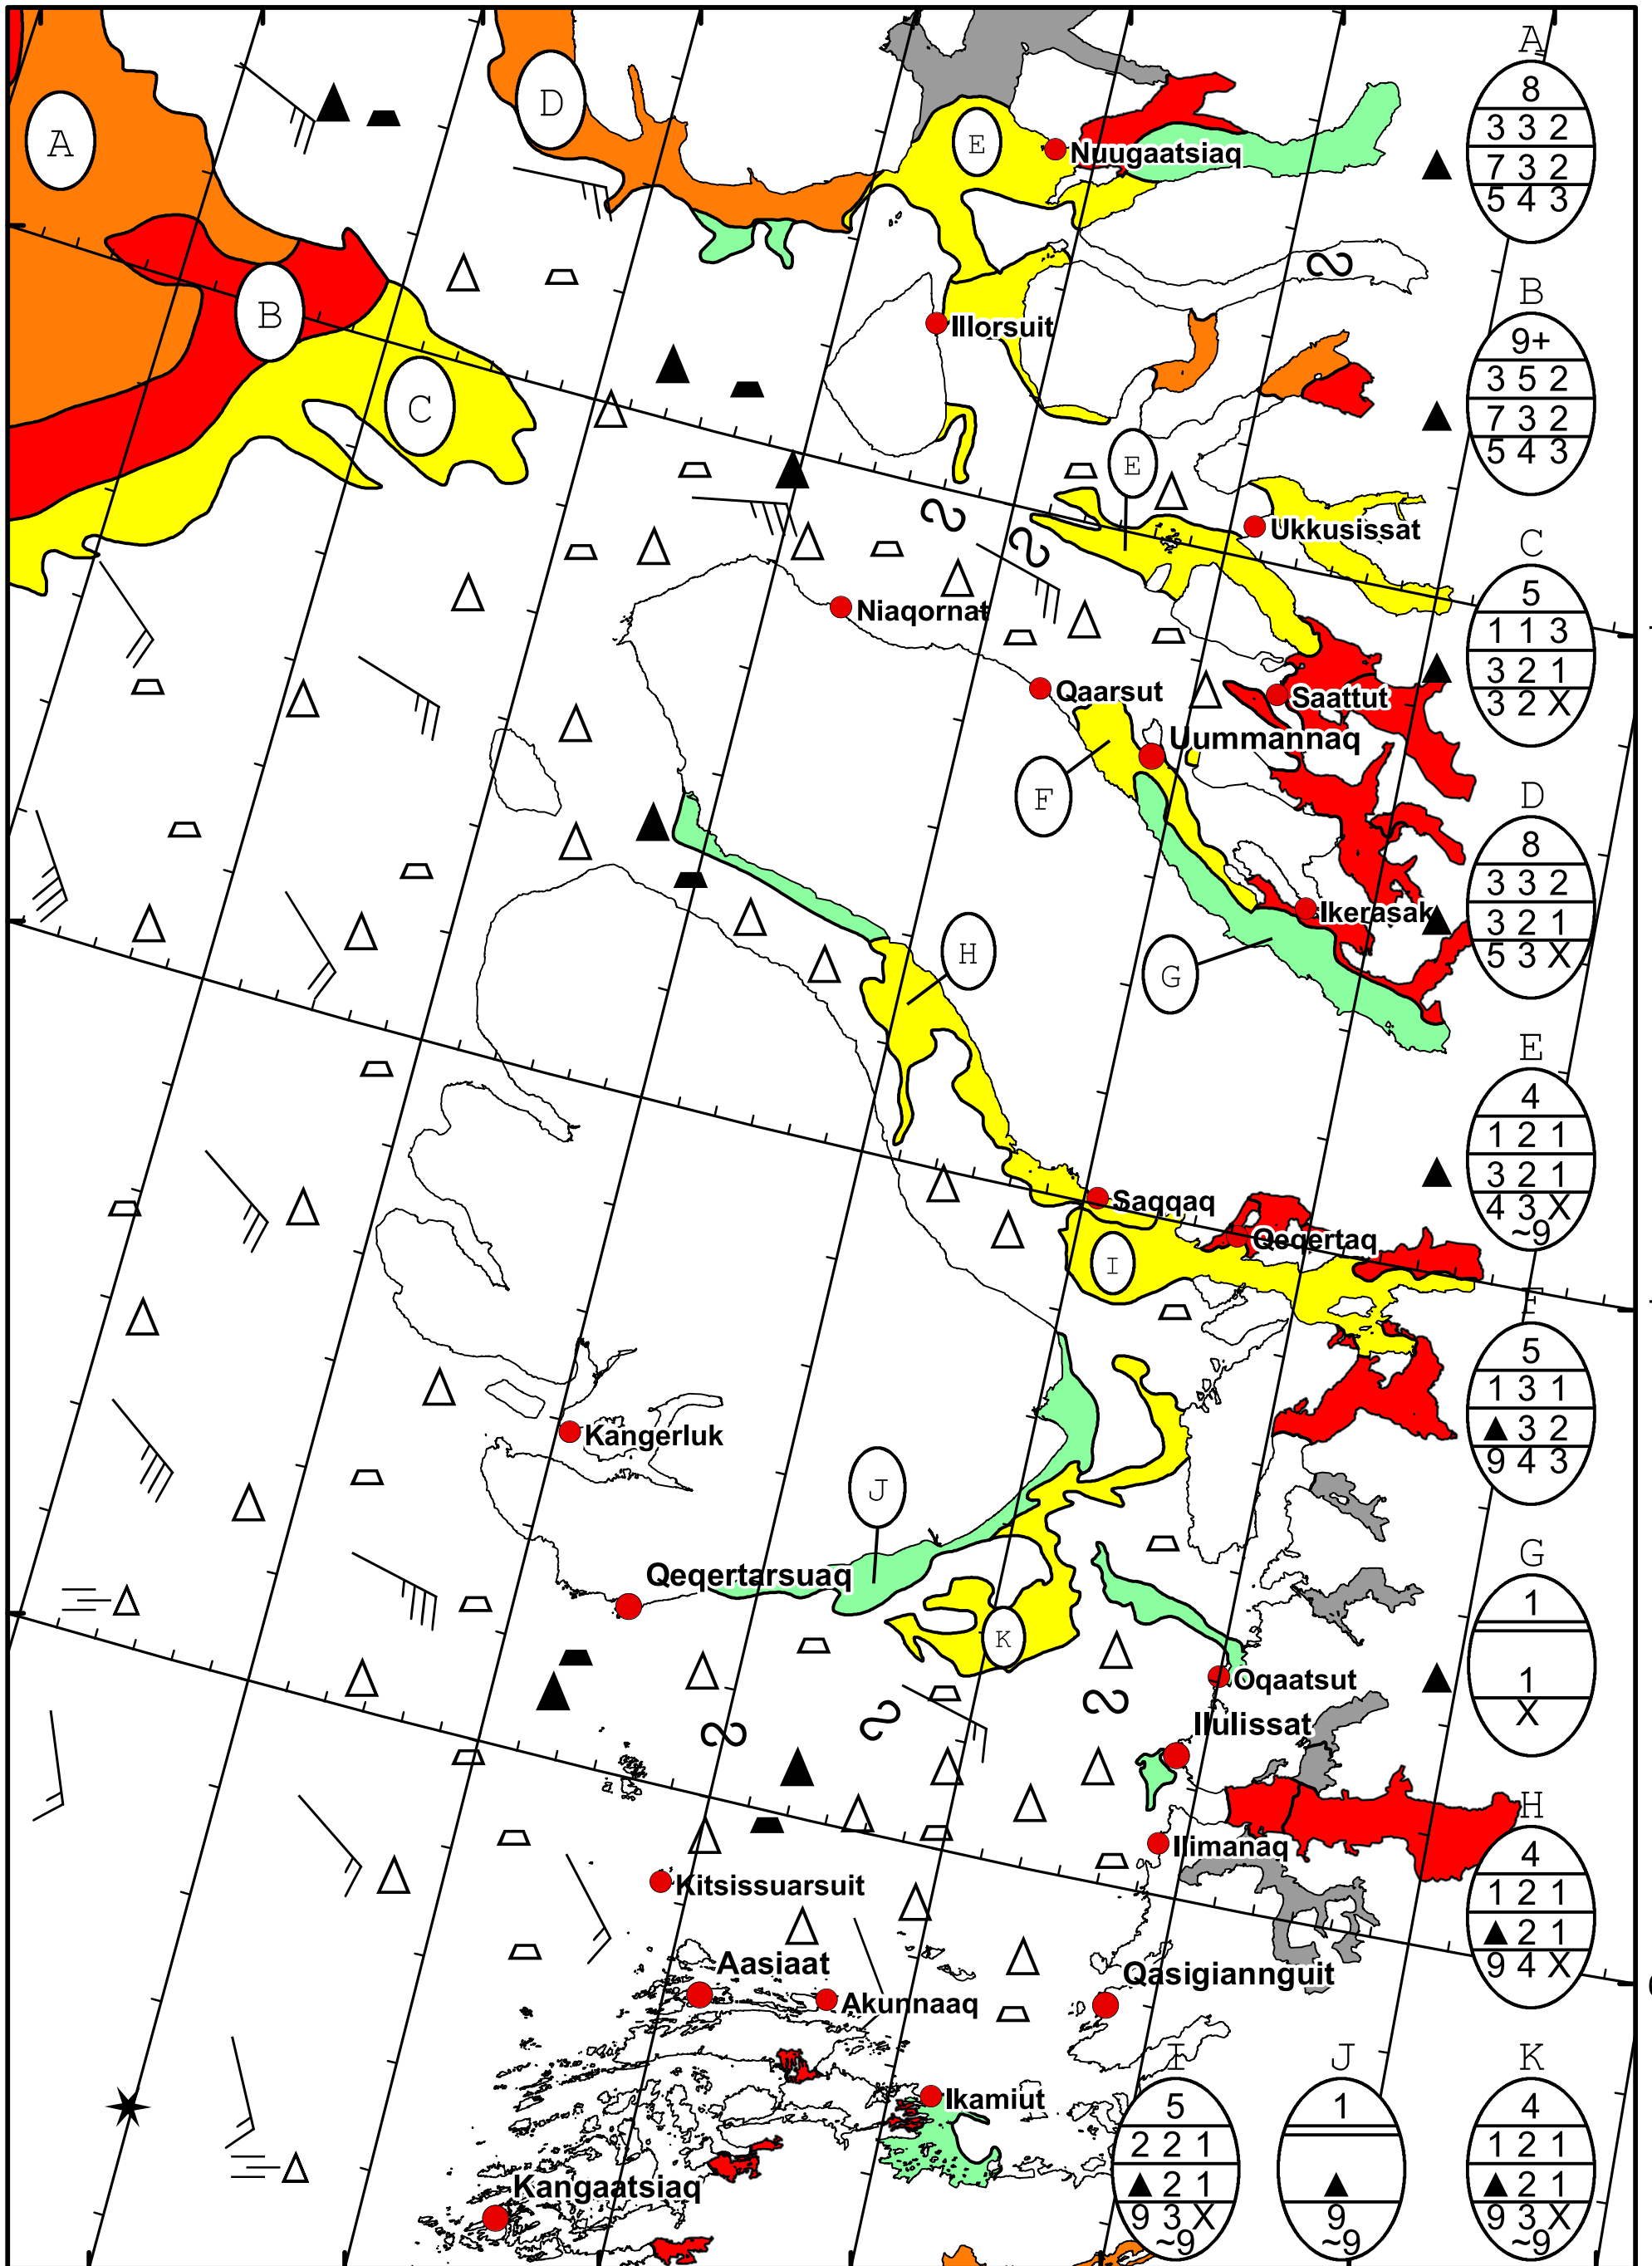 A
8
3 3 2
7 3 2
5 4 3
D
A
E
Nuugaatsiaq
B
9+
3 5 2
7 3 2
5 4 3
B
Illorsuit
C
E
Ukkusissat
C
5
1 1 3
3 2 1
3 2 X
Niaqornat
Qaarsut
Saattut
Uummannaq
F
D
8
3 3 2
3 2 1
5 3 X
Ikerasak
H
G
E
4
1 2 1
3 2 1
4 3 X
~9
Saqqaq
Qeqertaq
I
F
5
1 3 1
3 2
9 4 3
Kangerluk
J
Qeqertarsuaq
K
G
1
1
X
Oqaatsut
Ilulissat
Ilimanaq
H
4
1 2 1
2 1
9 4 X
Kitsissuarsuit
Aasiaat
Akunnaaq
Qasigiannguit
Ikamiut
Kangaatsiaq
I
5
2 2 1
2 1
9 3 X
~9
J
1
9
~9
K
4
1 2 1
2 1
9 3 X
~9